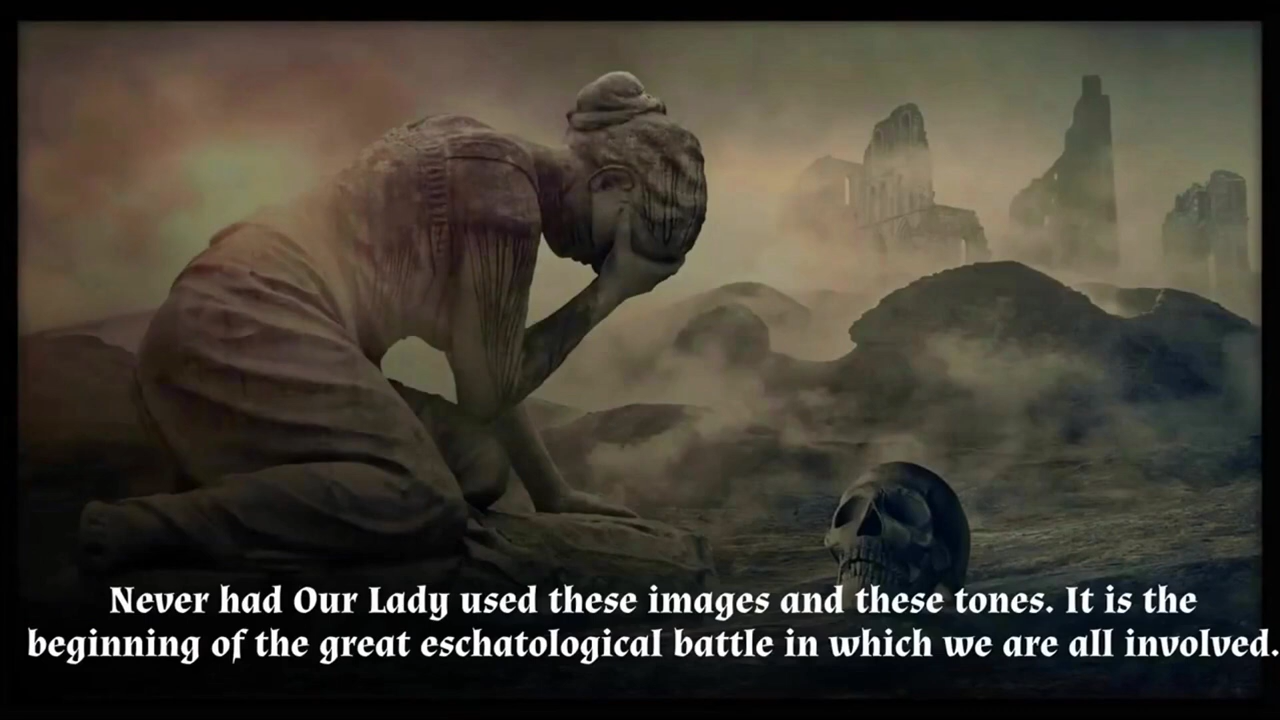 Never had Our Lady used these images and these tones. It is the
beginning of the great eschatological battle in which we are all involved.